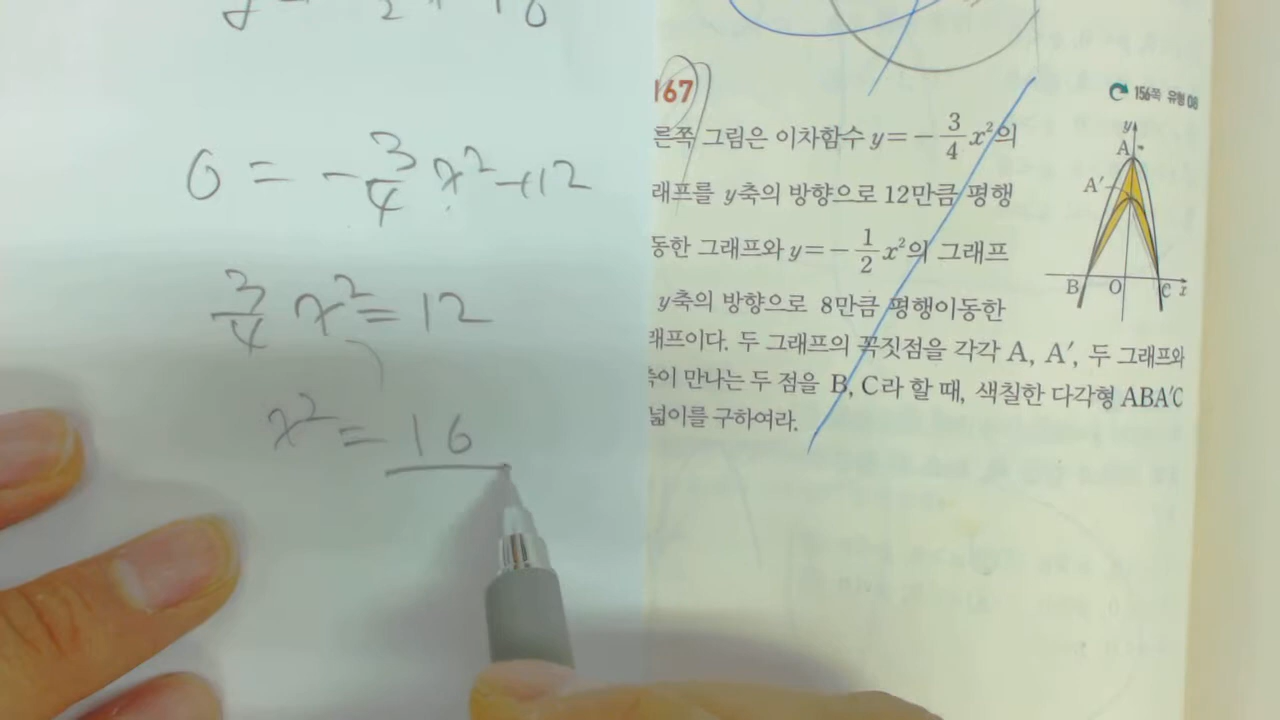 0 = -3/4 x² + 12
3/4 x² = 12
x² = 16
167
156쪽 유형 08
른쪽 그림은 이차함수 y=-3/4 x²의
래프를 y축의 방향으로 12만큼 평행
동한 그래프와 y=-1/2 x²의 그래프
y축의 방향으로 8만큼 평행이동한
래프이다. 두 그래프의 꼭짓점을 각각 A, A′, 두 그래프와
축이 만나는 두 점을 B, C라 할 때, 색칠한 다각형 ABA′C
넓이를 구하여라.
y
A
A′
B O C x